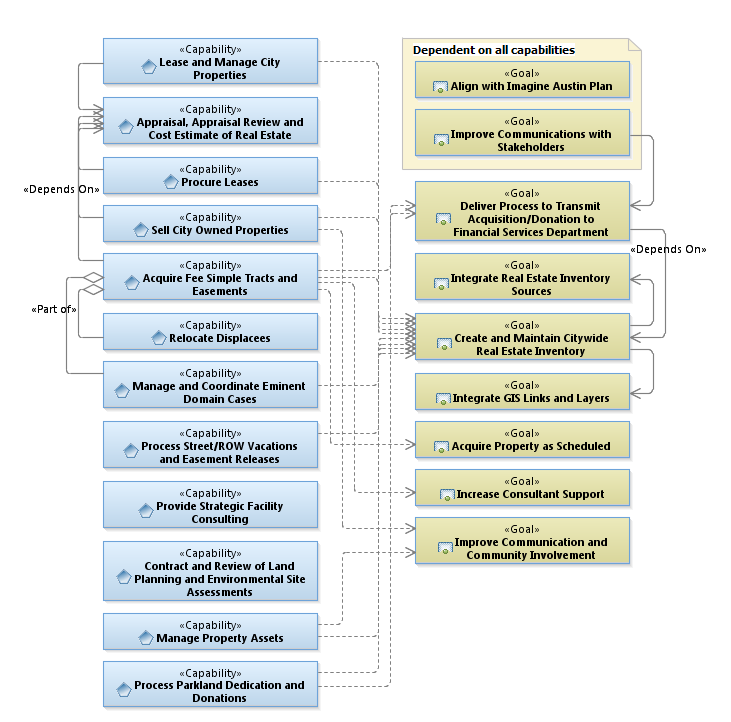 «Capability»
Lease and Manage City
Properties
«Capability»
Appraisal, Appraisal Review and
Cost Estimate of Real Estate
«Capability»
Procure Leases
«Depends On»
«Capability»
Sell City Owned Properties
«Capability»
Acquire Fee Simple Tracts and
Easements
«Part of»
«Capability»
Relocate Displacees
«Capability»
Manage and Coordinate Eminent
Domain Cases
«Capability»
Process Street/ROW Vacations
and Easement Releases
«Capability»
Provide Strategic Facility
Consulting
«Capability»
Contract and Review of Land
Planning and Environmental Site
Assessments
«Capability»
Manage Property Assets
«Capability»
Process Parkland Dedication and
Donations
Dependent on all capabilities
«Goal»
Align with Imagine Austin Plan
«Goal»
Improve Communications with
Stakeholders
«Goal»
Deliver Process to Transmit
Acquisition/Donation to
Financial Services Department
«Depends On»
«Goal»
Integrate Real Estate Inventory
Sources
«Goal»
Create and Maintain Citywide
Real Estate Inventory
«Goal»
Integrate GIS Links and Layers
«Goal»
Acquire Property as Scheduled
«Goal»
Increase Consultant Support
«Goal»
Improve Communication and
Community Involvement